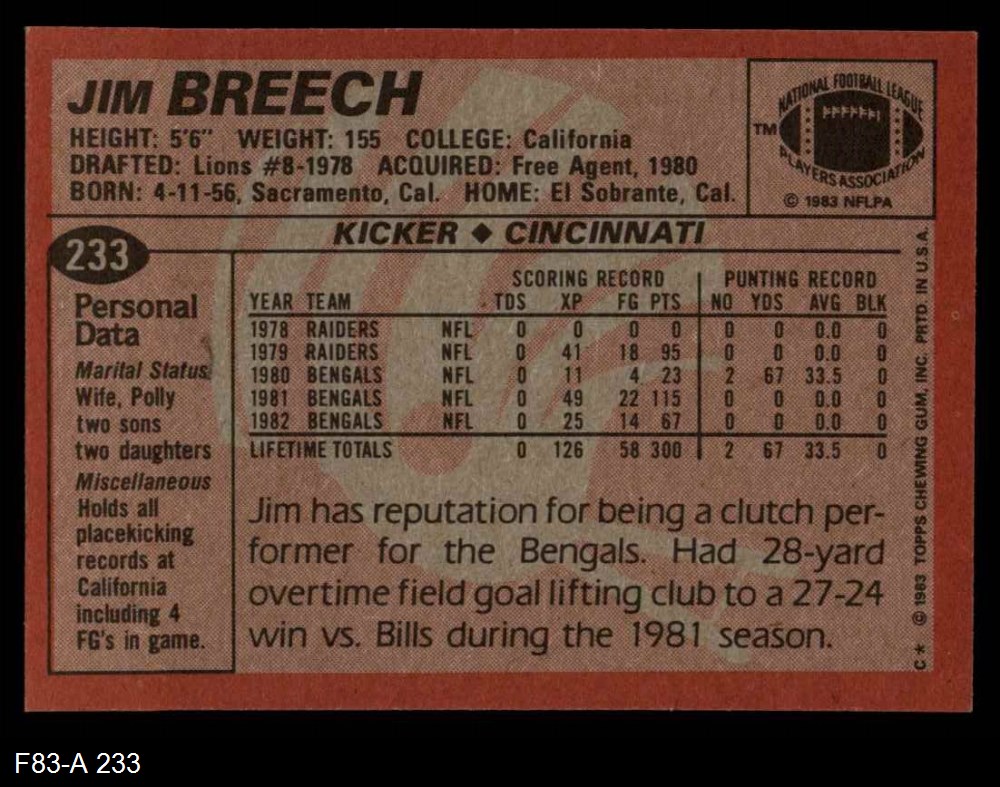 JIM BREECH
HEIGHT: 5'6" WEIGHT: 155 COLLEGE: California
DRAFTED: Lions #8-1978 ACQUIRED: Free Agent, 1980
BORN: 4-11-56, Sacramento, Cal. HOME: El Sobrante, Cal.
NATIONAL FOOTBALL LEAGUE
TM
PLAYERS ASSOCIATION
© 1983 NFLPA
KICKER ◆ CINCINNATI
233
Personal
Data
Marital Status
Wife, Polly
two sons
two daughters
Miscellaneous
Holds all
placekicking
records at
California
including 4
FG's in game.
SCORING RECORD PUNTING RECORD
YEAR TEAM TDS XP FG PTS NO YDS AVG BLK
1978 RAIDERS NFL 0 0 0 0 0 0 0.0 0
1979 RAIDERS NFL 0 41 18 95 0 0 0.0 0
1980 BENGALS NFL 0 11 4 23 2 67 33.5 0
1981 BENGALS NFL 0 49 22 115 0 0 0.0 0
1982 BENGALS NFL 0 25 14 67 0 0 0.0 0
LIFETIME TOTALS 0 126 58 300 2 67 33.5 0
Jim has reputation for being a clutch per-
former for the Bengals. Had 28-yard
overtime field goal lifting club to a 27-24
win vs. Bills during the 1981 season.
C* © 1983 TOPPS CHEWING GUM, INC. PRTD. IN U.S.A.
F83-A 233